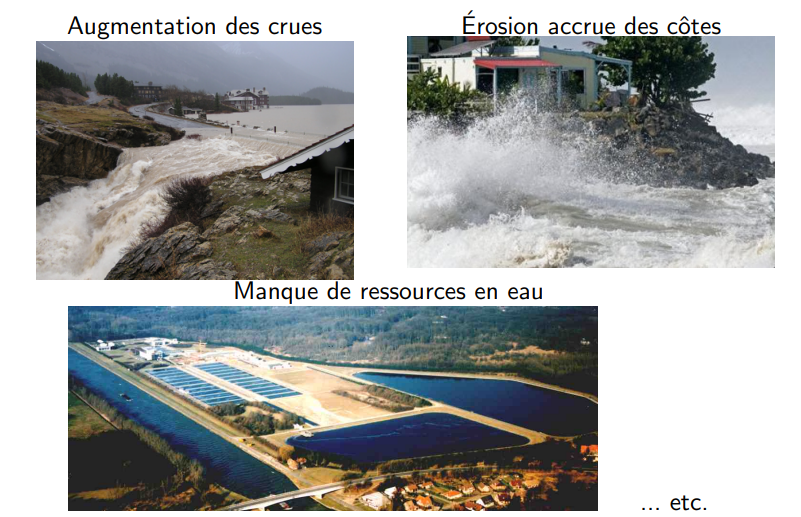 Augmentation des crues
Érosion accrue des côtes
Manque de ressources en eau
... etc.